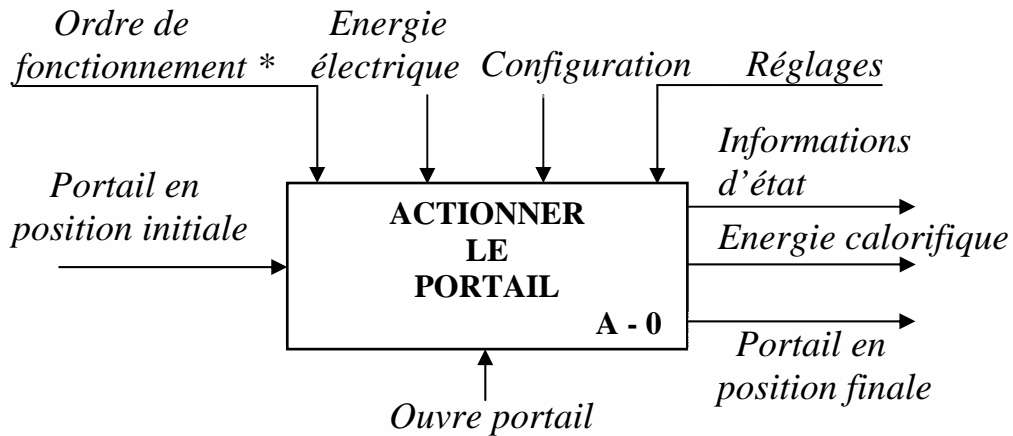 Ordre de
fonctionnement *
Energie
électrique
Configuration
Réglages
Portail en
position initiale
ACTIONNER
LE
PORTAIL
A - 0
Informations
d’état
Energie calorifique
Portail en
position finale
Ouvre portail